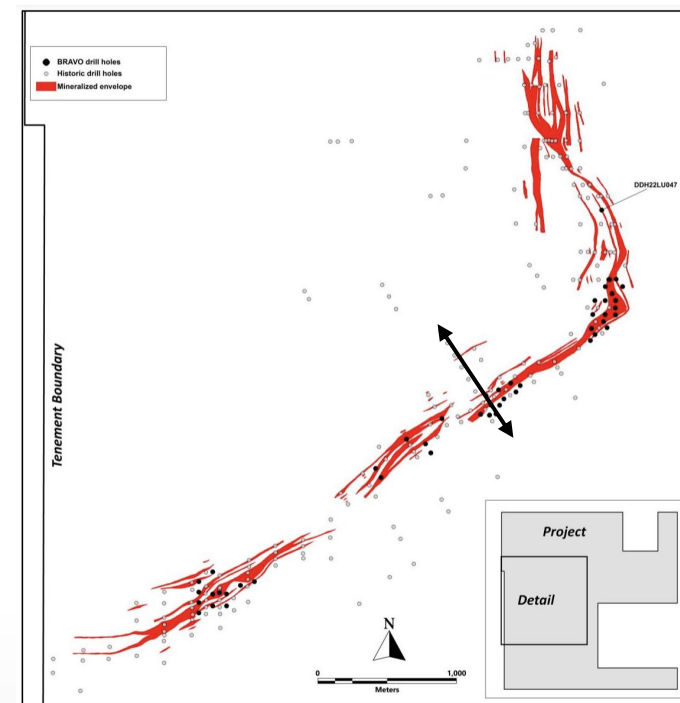 BRAVO drill holes
Historic drill holes
Mineralized envelope
DDH22LU047
Tenement Boundary
Project
Detail
N
0 1,000
Meters